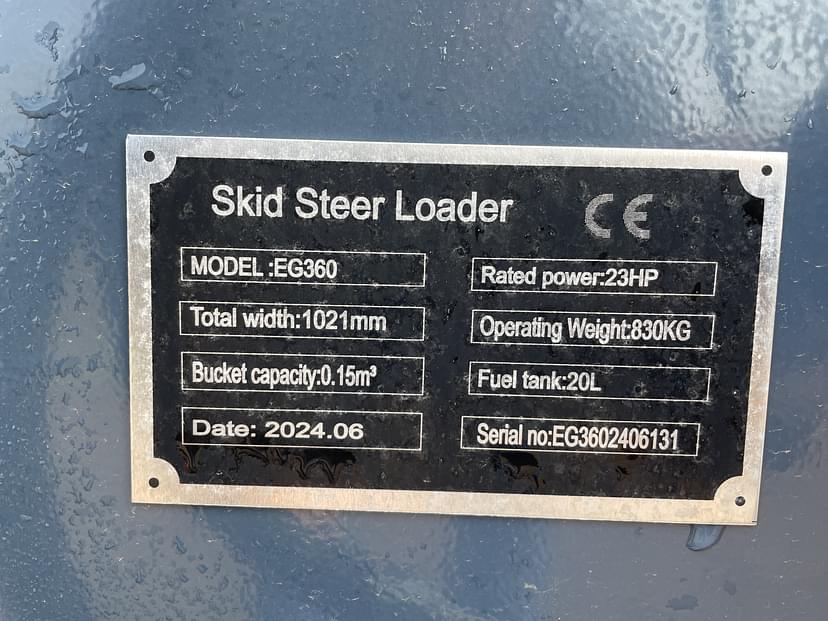 Skid Steer Loader CE
MODEL :EG360
Rated power:23HP
Total width:1021mm
Operating Weight:830KG
Bucket capacity:0.15m³
Fuel tank:20L
Date: 2024.06
Serial no:EG3602406131